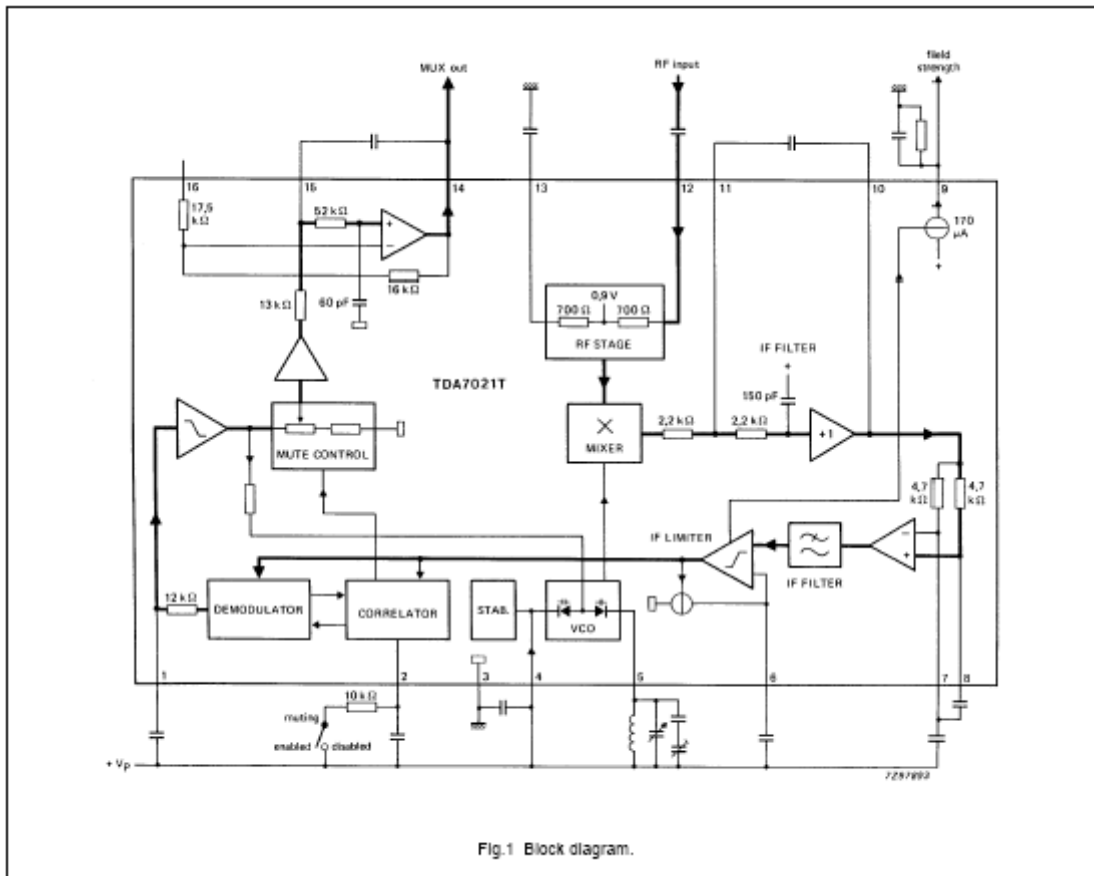 MUX out
RF input
field
strength
16
15
14
13
12
11
10
9
17,5
kΩ
52 kΩ
+
−
170
µA
+
16 kΩ
13 kΩ
60 pF
0,9 V
700 Ω
700 Ω
RF STAGE
IF FILTER
+
TDA7021T
150 pF
2,2 kΩ
2,2 kΩ
×
MIXER
+1
MUTE CONTROL
4,7
kΩ
4,7
kΩ
−
+
IF LIMITER
IF FILTER
12 kΩ
DEMODULATOR
CORRELATOR
STAB.
VCO
1
2
3
4
5
6
7
8
10 kΩ
muting
enabled
disabled
+ VP
7Z87893
Fig.1 Block diagram.